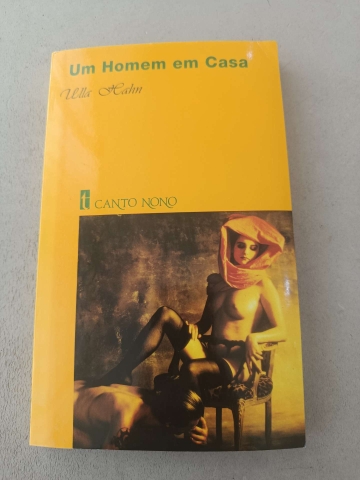 Um Homem em Casa
Ulla Hahn
t CANTO NONO